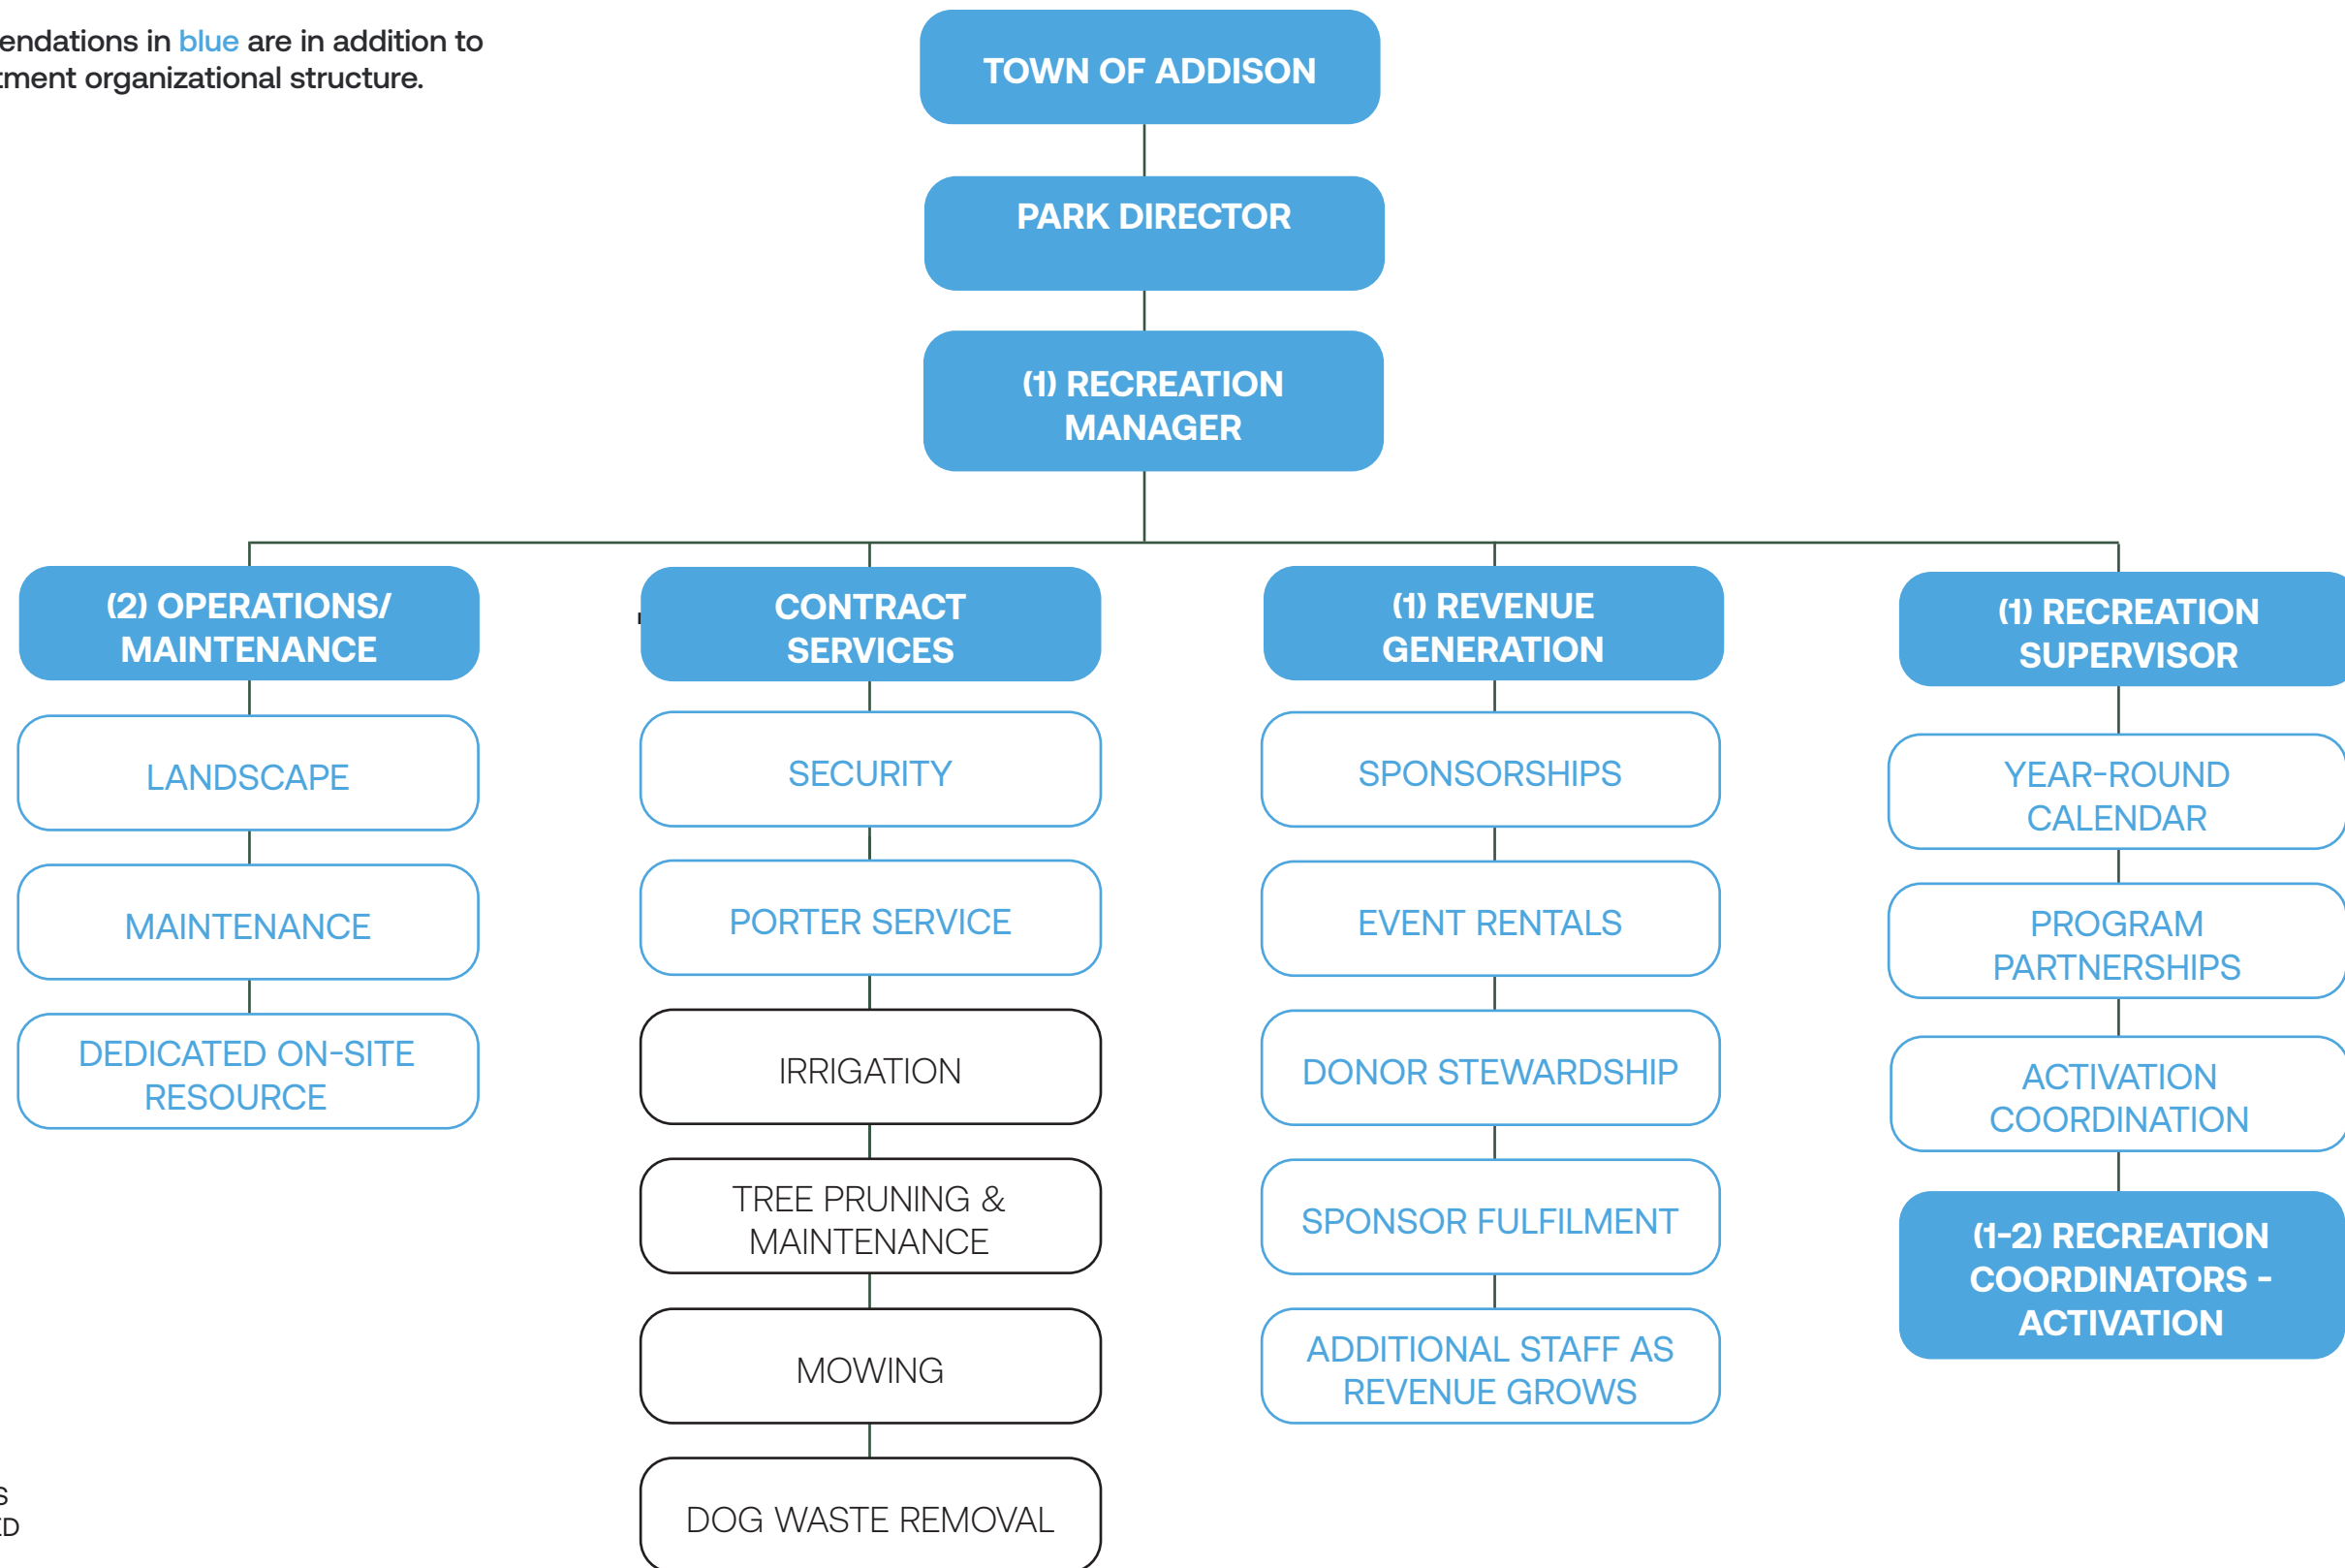 endations in blue are in addition to
tment organizational structure.
TOWN OF ADDISON
PARK DIRECTOR
(1) RECREATION
MANAGER
(2) OPERATIONS/
MAINTENANCE
LANDSCAPE
MAINTENANCE
DEDICATED ON-SITE
RESOURCE
CONTRACT
SERVICES
SECURITY
PORTER SERVICE
IRRIGATION
TREE PRUNING &
MAINTENANCE
MOWING
DOG WASTE REMOVAL
(1) REVENUE
GENERATION
SPONSORSHIPS
EVENT RENTALS
DONOR STEWARDSHIP
SPONSOR FULFILMENT
ADDITIONAL STAFF AS
REVENUE GROWS
(1) RECREATION
SUPERVISOR
YEAR-ROUND
CALENDAR
PROGRAM
PARTNERSHIPS
ACTIVATION
COORDINATION
(1-2) RECREATION
COORDINATORS -
ACTIVATION